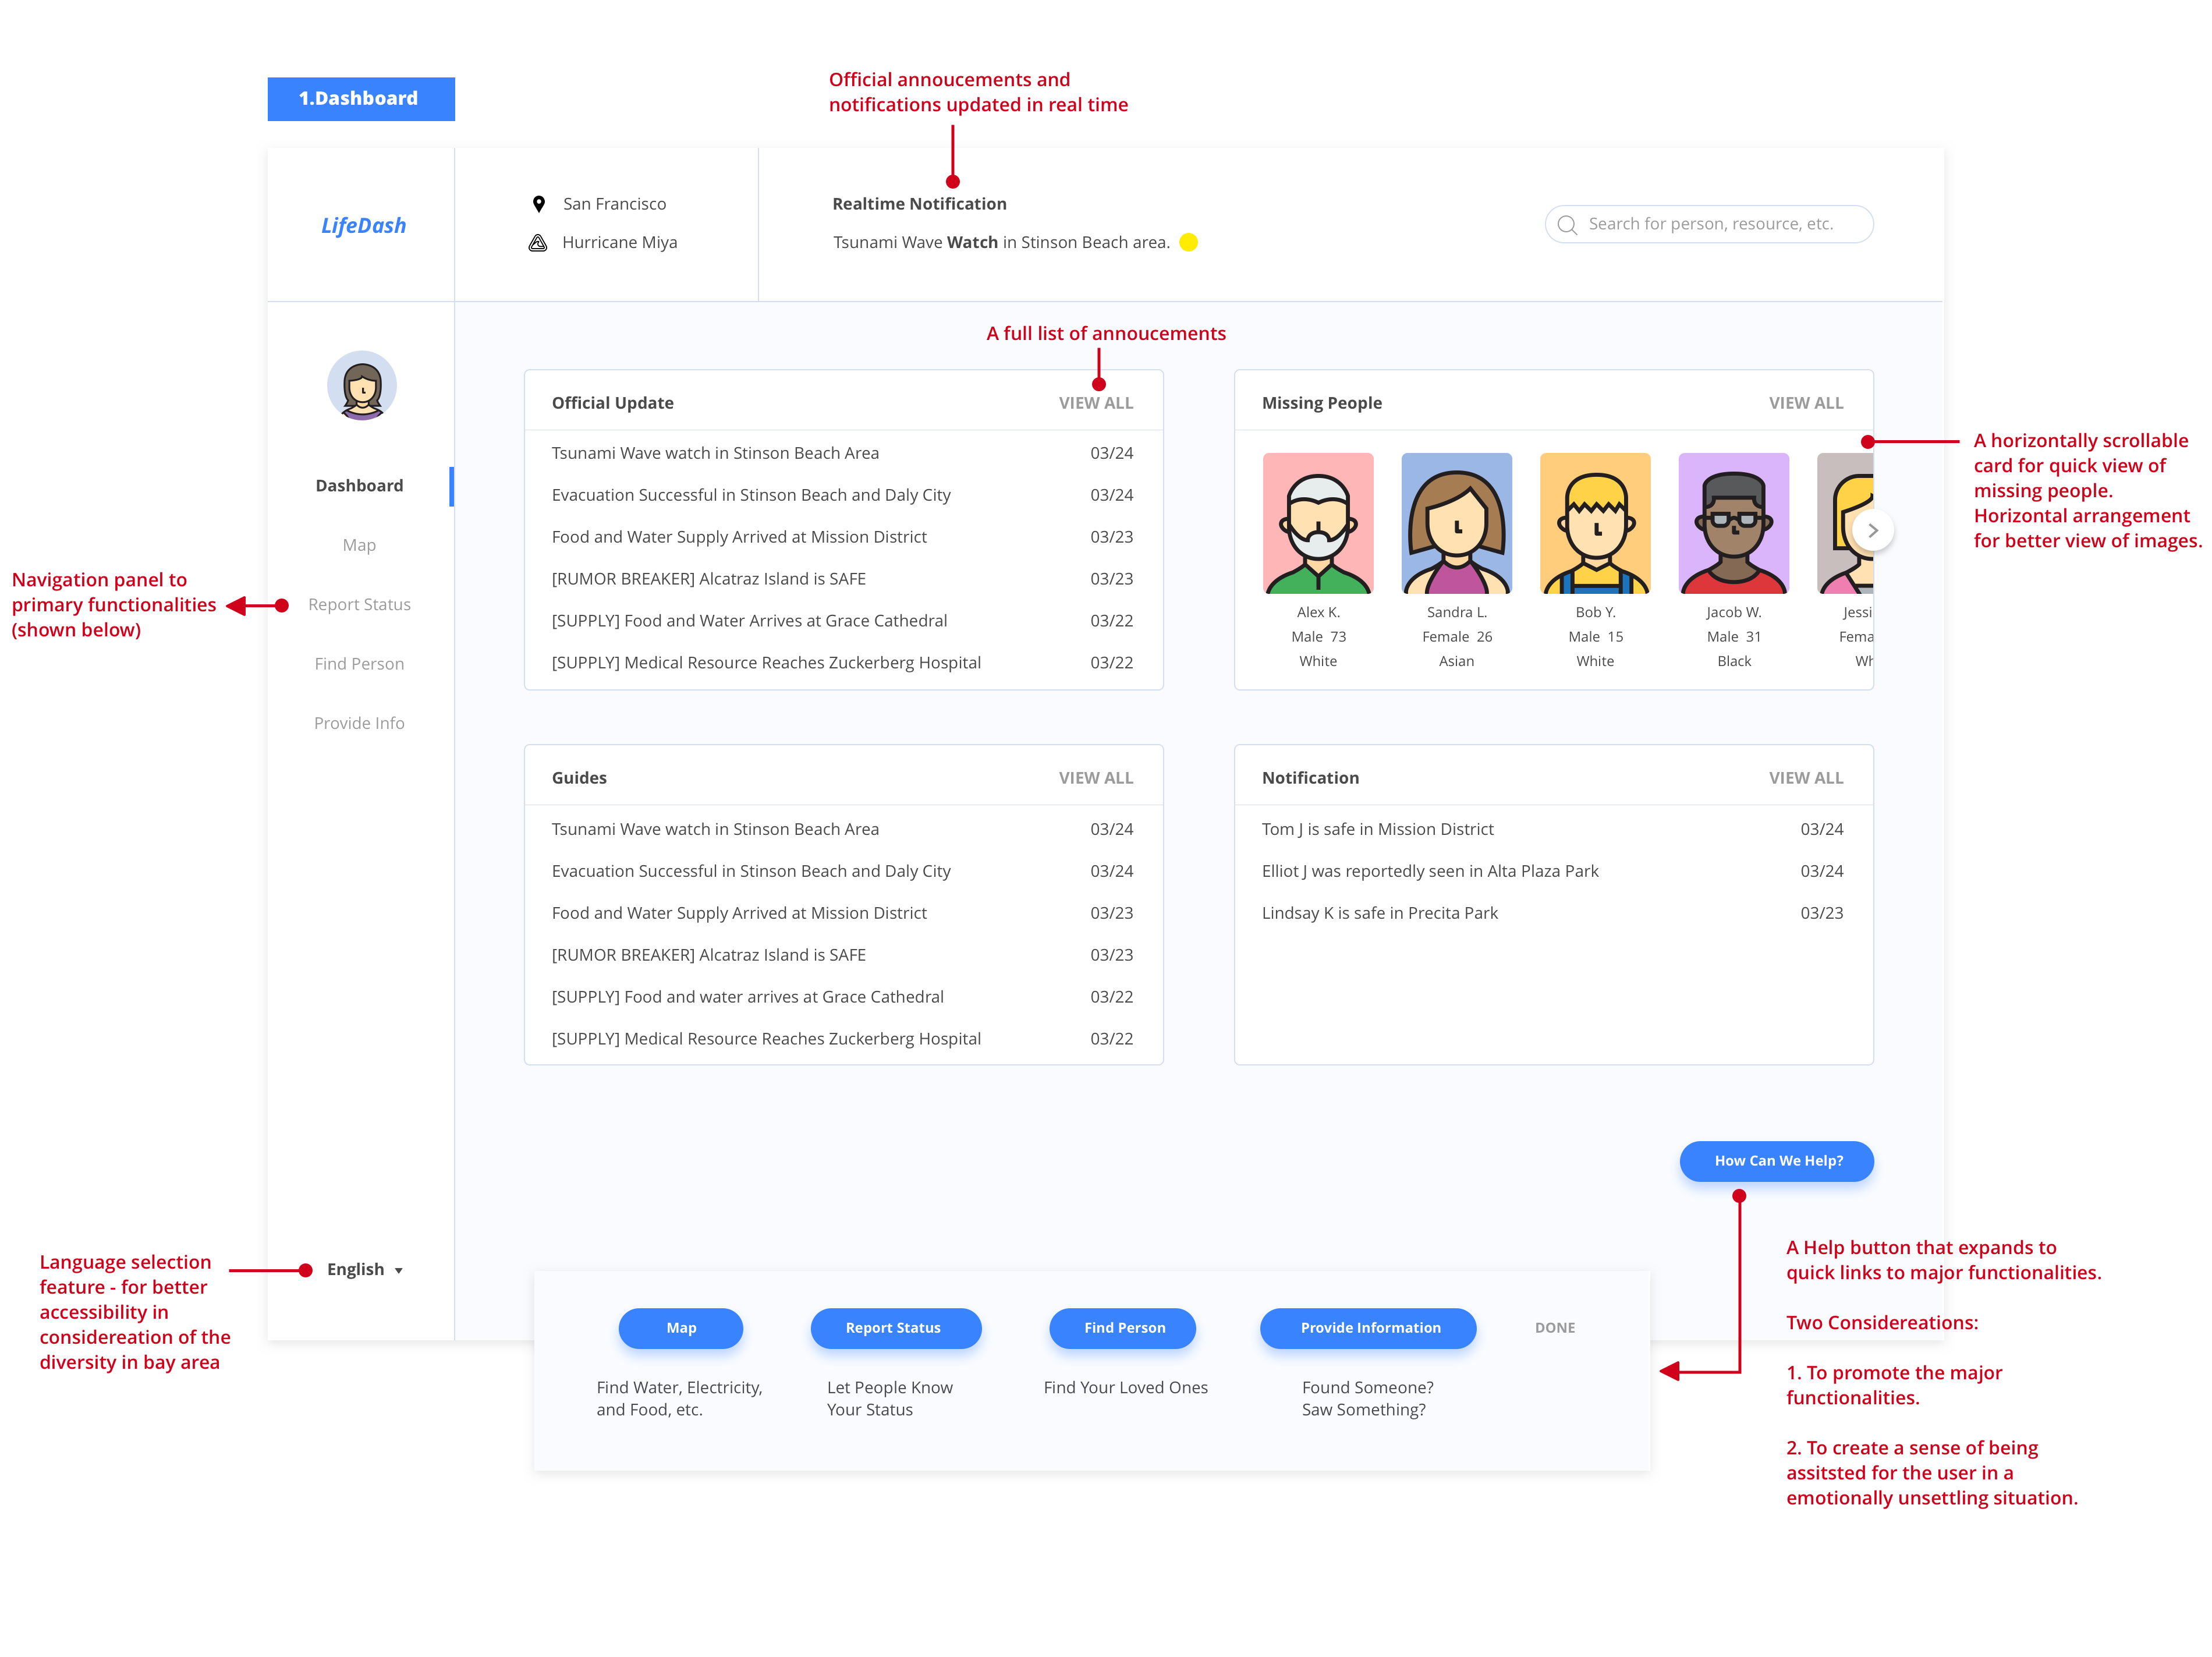 1.Dashboard
Official annoucements and
notifications updated in real time
LifeDash
San Francisco
Hurricane Miya
Realtime Notification
Tsunami Wave Watch in Stinson Beach area.
Search for person, resource, etc.
A full list of annoucements
Dashboard
Map
Report Status
Find Person
Provide Info
Navigation panel to
primary functionalities
(shown below)
Official Update VIEW ALL
Tsunami Wave watch in Stinson Beach Area 03/24
Evacuation Successful in Stinson Beach and Daly City 03/24
Food and Water Supply Arrived at Mission District 03/23
[RUMOR BREAKER] Alcatraz Island is SAFE 03/23
[SUPPLY] Food and Water Arrives at Grace Cathedral 03/22
[SUPPLY] Medical Resource Reaches Zuckerberg Hospital 03/22
Missing People VIEW ALL
Alex K. Sandra L. Bob Y. Jacob W. Jessi
Male 73 Female 26 Male 15 Male 31 Fema
White Asian White Black Wh
A horizontally scrollable
card for quick view of
missing people.
Horizontal arrangement
for better view of images.
Guides VIEW ALL
Tsunami Wave watch in Stinson Beach Area 03/24
Evacuation Successful in Stinson Beach and Daly City 03/24
Food and Water Supply Arrived at Mission District 03/23
[RUMOR BREAKER] Alcatraz Island is SAFE 03/23
[SUPPLY] Food and water arrives at Grace Cathedral 03/22
[SUPPLY] Medical Resource Reaches Zuckerberg Hospital 03/22
Notification VIEW ALL
Tom J is safe in Mission District 03/24
Elliot J was reportedly seen in Alta Plaza Park 03/24
Lindsay K is safe in Precita Park 03/23
How Can We Help?
Language selection
feature - for better
accessibility in
considereation of the
diversity in bay area
English
Map Report Status Find Person Provide Information DONE
Find Water, Electricity, Let People Know Find Your Loved Ones Found Someone?
and Food, etc. Your Status Saw Something?
A Help button that expands to
quick links to major functionalities.
Two Considereations:
1. To promote the major
functionalities.
2. To create a sense of being
assitsted for the user in a
emotionally unsettling situation.